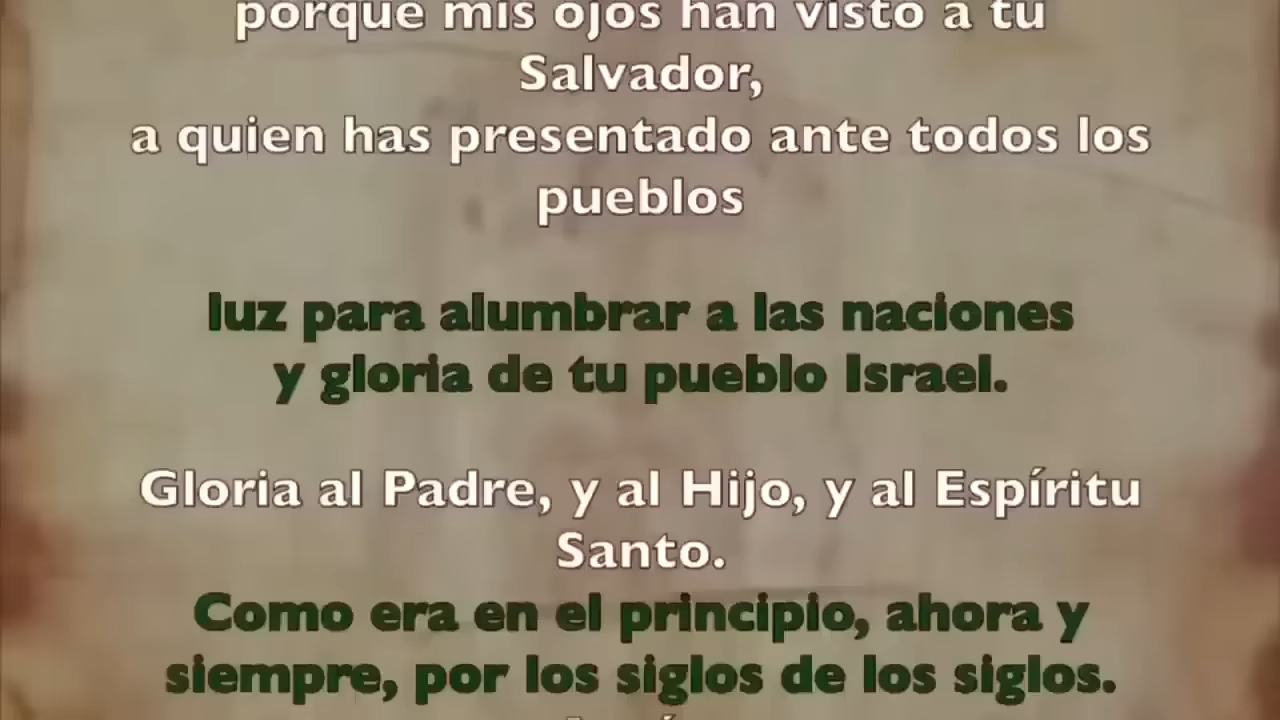 porque mis ojos han visto a tu
Salvador,
a quien has presentado ante todos los
pueblos
luz para alumbrar a las naciones
y gloria de tu pueblo Israel.
Gloria al Padre, y al Hijo, y al Espíritu
Santo.
Como era en el principio, ahora y
siempre, por los siglos de los siglos.